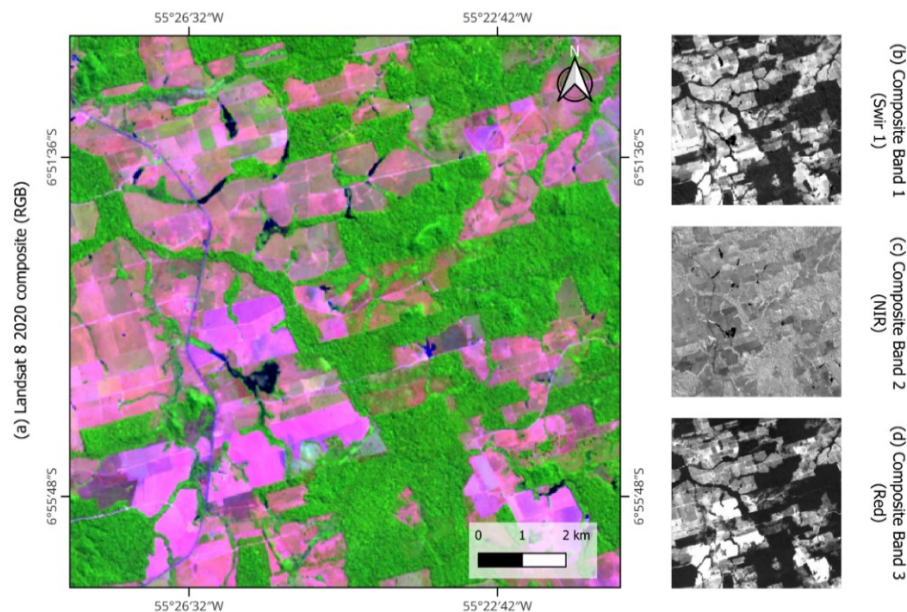 55°26′32″W
55°22′42″W
(a) Landsat 8 2020 composite (RGB)
6°51′36″S
6°51′36″S
6°55′48″S
6°55′48″S
N
0 1 2 km
55°26′32″W
55°22′42″W
(b) Composite Band 1
(Swir 1)
(c) Composite Band 2
(NIR)
(d) Composite Band 3
(Red)